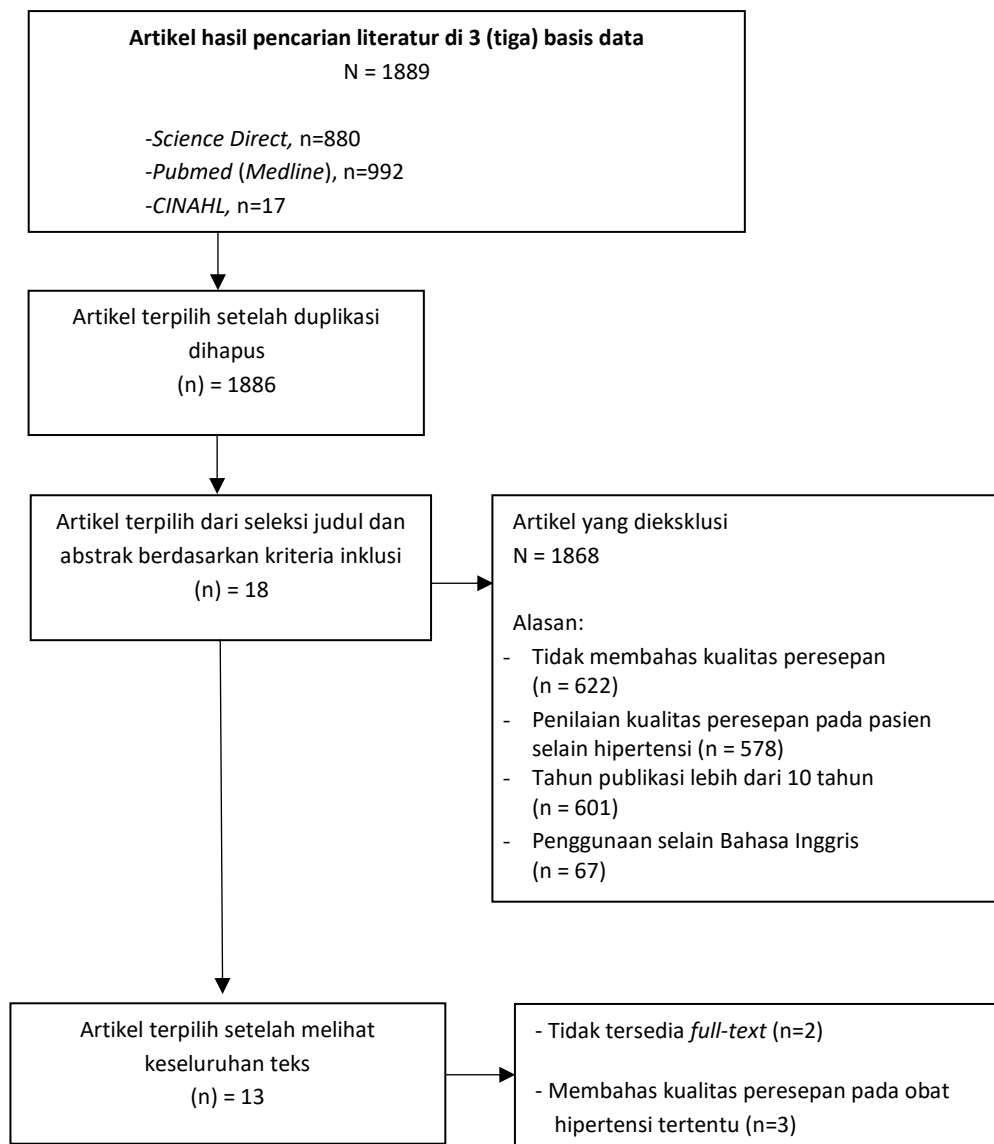 Artikel hasil pencarian literatur di 3 (tiga) basis data
N = 1889
-Science Direct, n=880
-Pubmed (Medline), n=992
-CINAHL, n=17
Artikel terpilih setelah duplikasi
dihapus
(n) = 1886
Artikel terpilih dari seleksi judul dan
abstrak berdasarkan kriteria inklusi
(n) = 18
Artikel yang dieksklusi
N = 1868
Alasan:
- Tidak membahas kualitas peresepan
(n = 622)
- Penilaian kualitas peresepan pada pasien
selain hipertensi (n = 578)
- Tahun publikasi lebih dari 10 tahun
(n = 601)
- Penggunaan selain Bahasa Inggris
(n = 67)
Artikel terpilih setelah melihat
keseluruhan teks
(n) = 13
- Tidak tersedia full-text (n=2)
- Membahas kualitas peresepan pada obat
hipertensi tertentu (n=3)